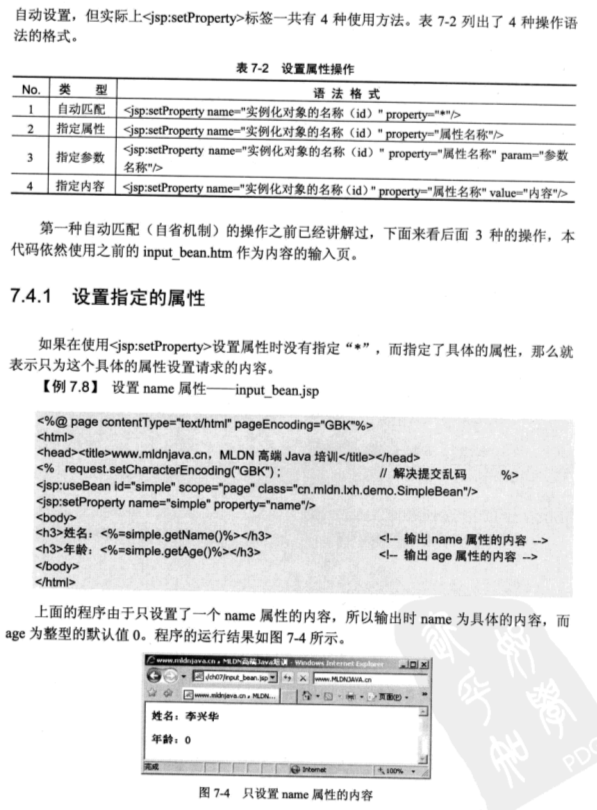 自动设置，但实际上<jsp:setProperty>标签一共有 4 种使用方法。表 7-2 列出了 4 种操作语
法的格式。
表 7-2 设置属性操作
No. 类 型 语 法 格 式
1 自动匹配 <jsp:setProperty name="实例化对象的名称（id）" property="*"/>
2 指定属性 <jsp:setProperty name="实例化对象的名称（id）" property="属性名称"/>
3 指定参数 <jsp:setProperty name="实例化对象的名称（id）" property="属性名称" param="参数
名称"/>
4 指定内容 <jsp:setProperty name="实例化对象的名称（id）" property="属性名称" value="内容"/>
第一种自动匹配（自省机制）的操作之前已经讲解过，下面来看后面 3 种的操作，本
代码依然使用之前的 input_bean.htm 作为内容的输入页。
7.4.1 设置指定的属性
如果在使用<jsp:setProperty>设置属性时没有指定“*”，而指定了具体的属性，那么就
表示只为这个具体的属性设置请求的内容。
【例 7.8】 设置 name 属性——input_bean.jsp
<%@ page contentType="text/html" pageEncoding="GBK"%>
<html>
<head><title>www.mldnjava.cn，MLDN 高端 Java 培训</title></head>
<% request.setCharacterEncoding("GBK") ; // 解决提交乱码 %>
<jsp:useBean id="simple" scope="page" class="cn.mldn.lxh.demo.SimpleBean"/>
<jsp:setProperty name="simple" property="name"/>
<body>
<h3>姓名：<%=simple.getName()%></h3> <!-- 输出 name 属性的内容 -->
<h3>年龄：<%=simple.getAge()%></h3> <!-- 输出 age 属性的内容 -->
</body>
</html>
上面的程序由于只设置了一个 name 属性的内容，所以输出时 name 为具体的内容，而
age 为整型的默认值 0。程序的运行结果如图 7-4 所示。
www.mldnjava.cn，MLDN高端Java培训 - Windows Internet Explorer
/ch07/input_bean.jsp www.MLDNJAVA.cn
www.mldnjava.cn，MLDN... 页面(P)
姓名：李兴华
年龄：0
完成 Internet 100%
图 7-4 只设置 name 属性的内容
PDG